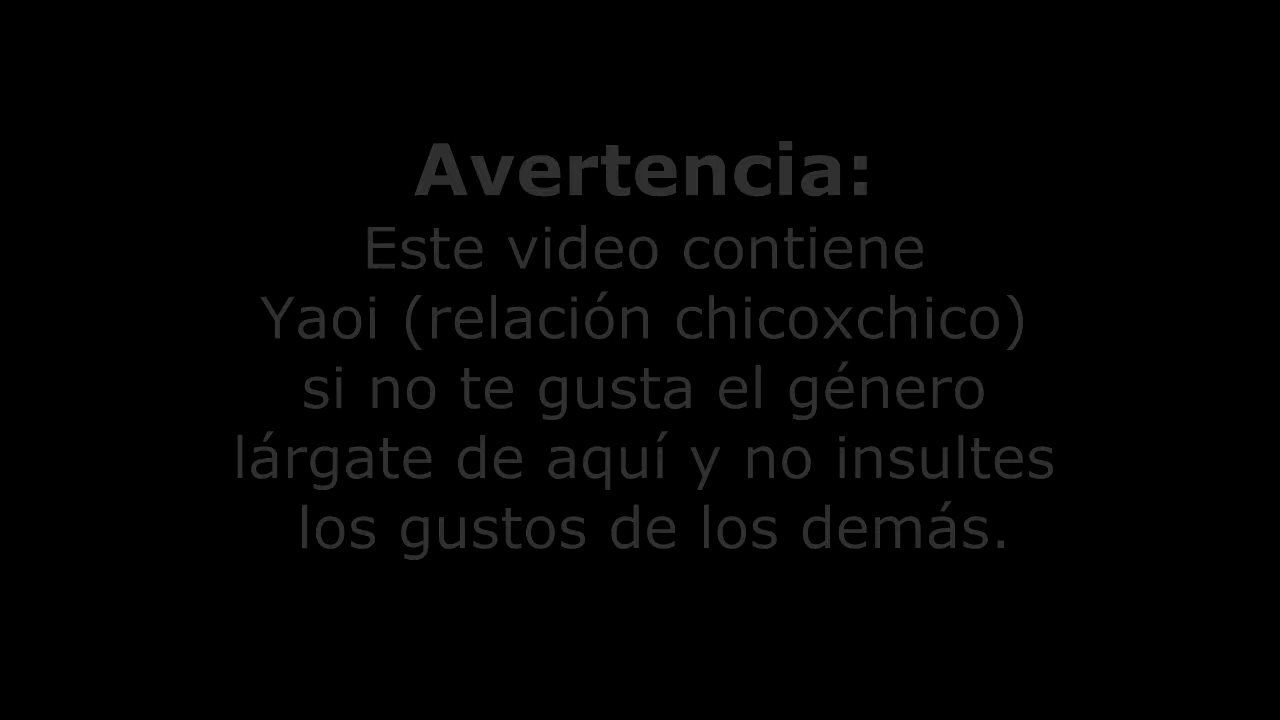 Avertencia:
Este video contiene
Yaoi (relación chicoxchico)
si no te gusta el género
lárgate de aquí y no insultes
los gustos de los demás.